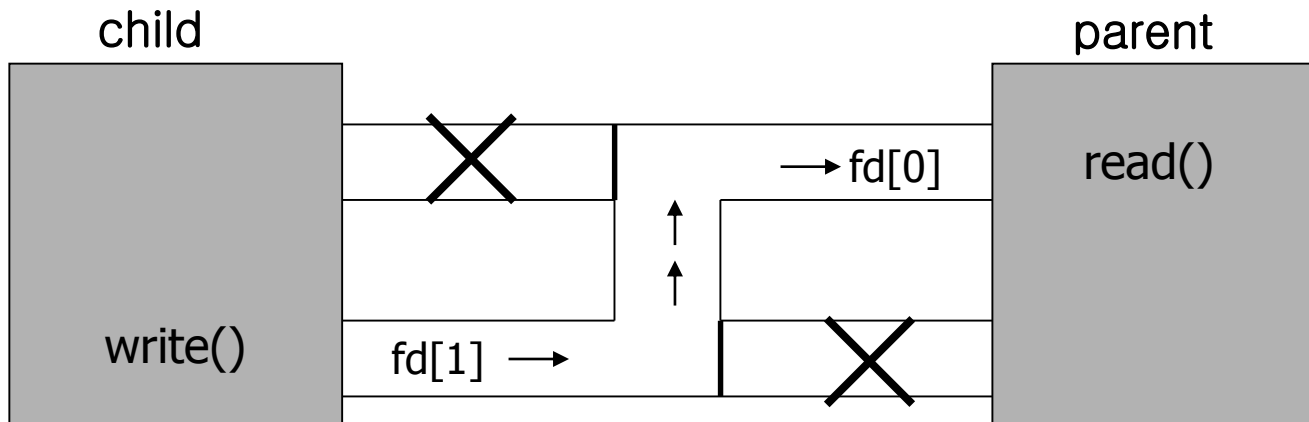 child
parent
fd[0]
read()
write()
fd[1]